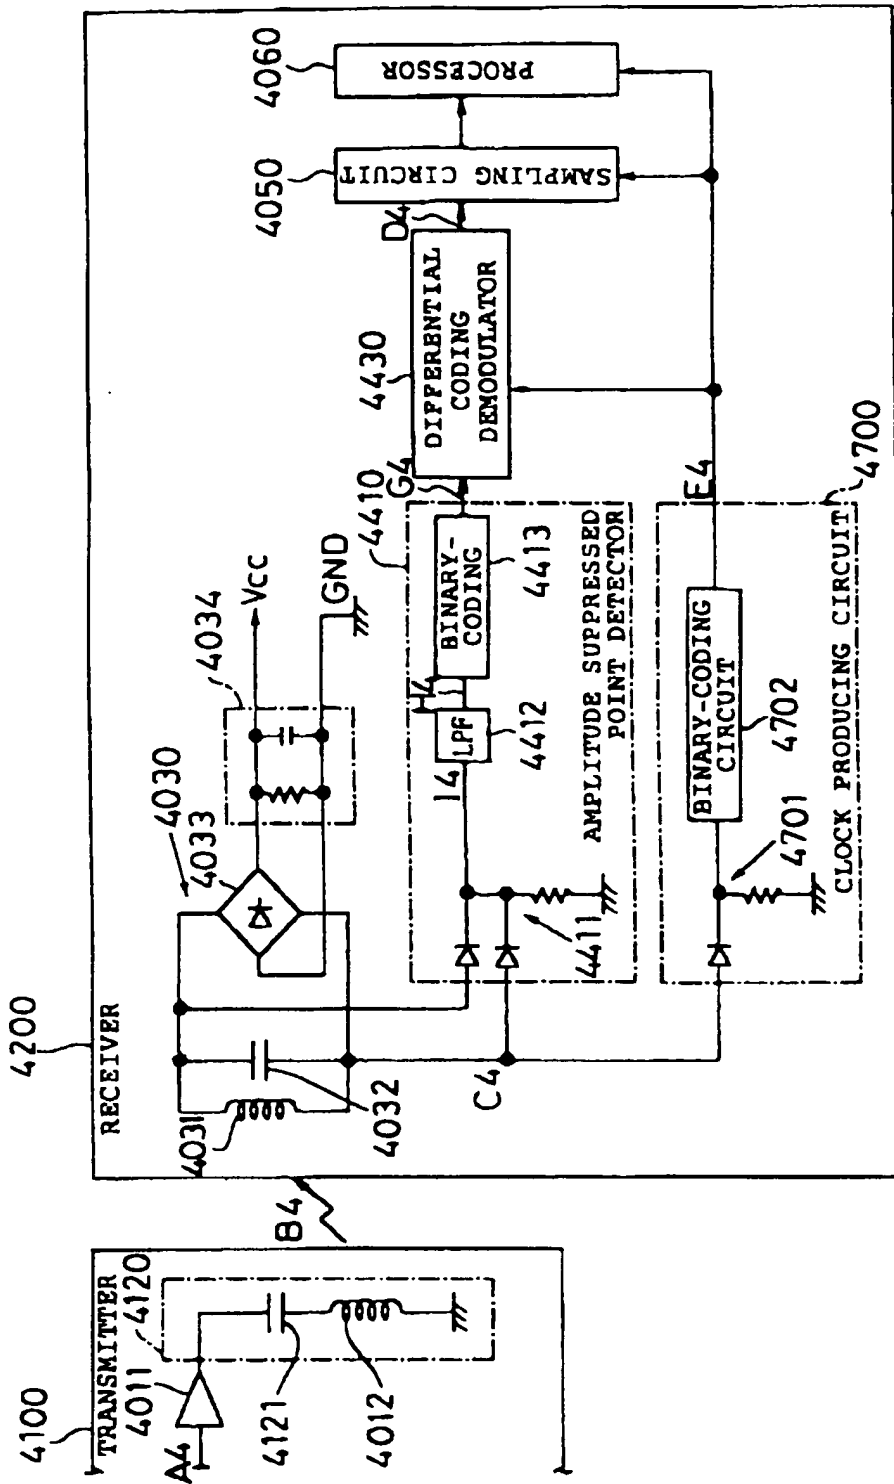 4100
TRANSMITTER
4011
4120
A4
4121
4012
B4
4200
RECEIVER
4031
4032
4030
4033
4034
Vcc
GND
C4
4411
I4
LPF
4412
H4
BINARY-
CODING
4413
4410
AMPLITUDE SUPPRESSED
POINT DETECTOR
G4
4430
DIFFERENTIAL
CODING
DEMODULATOR
D4
4050
SAMPLING CIRCUIT
4060
PROCESSOR
4701
BINARY-CODING
CIRCUIT
4702
CLOCK PRODUCING CIRCUIT
E4
4700